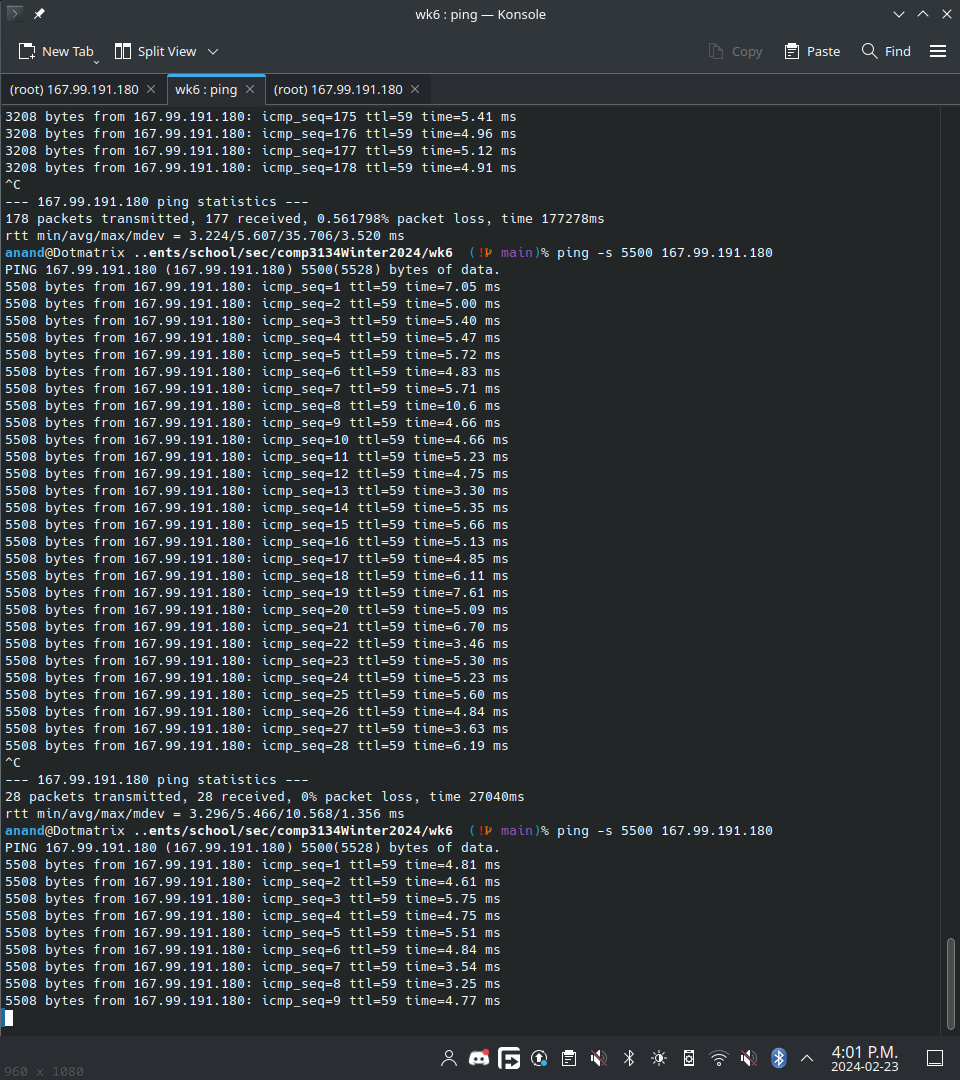 wk6 : ping — Konsole
New Tab Split View Copy Paste Find
(root) 167.99.191.180 wk6 : ping (root) 167.99.191.180
3208 bytes from 167.99.191.180: icmp_seq=175 ttl=59 time=5.41 ms
3208 bytes from 167.99.191.180: icmp_seq=176 ttl=59 time=4.96 ms
3208 bytes from 167.99.191.180: icmp_seq=177 ttl=59 time=5.12 ms
3208 bytes from 167.99.191.180: icmp_seq=178 ttl=59 time=4.91 ms
^C
--- 167.99.191.180 ping statistics ---
178 packets transmitted, 177 received, 0.561798% packet loss, time 177278ms
rtt min/avg/max/mdev = 3.224/5.607/35.706/3.520 ms
anand@Dotmatrix ..ents/school/sec/comp3134Winter2024/wk6 (! main)% ping -s 5500 167.99.191.180
PING 167.99.191.180 (167.99.191.180) 5500(5528) bytes of data.
5508 bytes from 167.99.191.180: icmp_seq=1 ttl=59 time=7.05 ms
5508 bytes from 167.99.191.180: icmp_seq=2 ttl=59 time=5.00 ms
5508 bytes from 167.99.191.180: icmp_seq=3 ttl=59 time=5.40 ms
5508 bytes from 167.99.191.180: icmp_seq=4 ttl=59 time=5.47 ms
5508 bytes from 167.99.191.180: icmp_seq=5 ttl=59 time=5.72 ms
5508 bytes from 167.99.191.180: icmp_seq=6 ttl=59 time=4.83 ms
5508 bytes from 167.99.191.180: icmp_seq=7 ttl=59 time=5.71 ms
5508 bytes from 167.99.191.180: icmp_seq=8 ttl=59 time=10.6 ms
5508 bytes from 167.99.191.180: icmp_seq=9 ttl=59 time=4.66 ms
5508 bytes from 167.99.191.180: icmp_seq=10 ttl=59 time=4.66 ms
5508 bytes from 167.99.191.180: icmp_seq=11 ttl=59 time=5.23 ms
5508 bytes from 167.99.191.180: icmp_seq=12 ttl=59 time=4.75 ms
5508 bytes from 167.99.191.180: icmp_seq=13 ttl=59 time=3.30 ms
5508 bytes from 167.99.191.180: icmp_seq=14 ttl=59 time=5.35 ms
5508 bytes from 167.99.191.180: icmp_seq=15 ttl=59 time=5.66 ms
5508 bytes from 167.99.191.180: icmp_seq=16 ttl=59 time=5.13 ms
5508 bytes from 167.99.191.180: icmp_seq=17 ttl=59 time=4.85 ms
5508 bytes from 167.99.191.180: icmp_seq=18 ttl=59 time=6.11 ms
5508 bytes from 167.99.191.180: icmp_seq=19 ttl=59 time=7.61 ms
5508 bytes from 167.99.191.180: icmp_seq=20 ttl=59 time=5.09 ms
5508 bytes from 167.99.191.180: icmp_seq=21 ttl=59 time=6.70 ms
5508 bytes from 167.99.191.180: icmp_seq=22 ttl=59 time=3.46 ms
5508 bytes from 167.99.191.180: icmp_seq=23 ttl=59 time=5.30 ms
5508 bytes from 167.99.191.180: icmp_seq=24 ttl=59 time=5.23 ms
5508 bytes from 167.99.191.180: icmp_seq=25 ttl=59 time=5.60 ms
5508 bytes from 167.99.191.180: icmp_seq=26 ttl=59 time=4.84 ms
5508 bytes from 167.99.191.180: icmp_seq=27 ttl=59 time=3.63 ms
5508 bytes from 167.99.191.180: icmp_seq=28 ttl=59 time=6.19 ms
^C
--- 167.99.191.180 ping statistics ---
28 packets transmitted, 28 received, 0% packet loss, time 27040ms
rtt min/avg/max/mdev = 3.296/5.466/10.568/1.356 ms
anand@Dotmatrix ..ents/school/sec/comp3134Winter2024/wk6 (! main)% ping -s 5500 167.99.191.180
PING 167.99.191.180 (167.99.191.180) 5500(5528) bytes of data.
5508 bytes from 167.99.191.180: icmp_seq=1 ttl=59 time=4.81 ms
5508 bytes from 167.99.191.180: icmp_seq=2 ttl=59 time=4.61 ms
5508 bytes from 167.99.191.180: icmp_seq=3 ttl=59 time=5.75 ms
5508 bytes from 167.99.191.180: icmp_seq=4 ttl=59 time=4.75 ms
5508 bytes from 167.99.191.180: icmp_seq=5 ttl=59 time=5.51 ms
5508 bytes from 167.99.191.180: icmp_seq=6 ttl=59 time=4.84 ms
5508 bytes from 167.99.191.180: icmp_seq=7 ttl=59 time=3.54 ms
5508 bytes from 167.99.191.180: icmp_seq=8 ttl=59 time=3.25 ms
5508 bytes from 167.99.191.180: icmp_seq=9 ttl=59 time=4.77 ms
4:01 P.M.
2024-02-23
960 x 1080